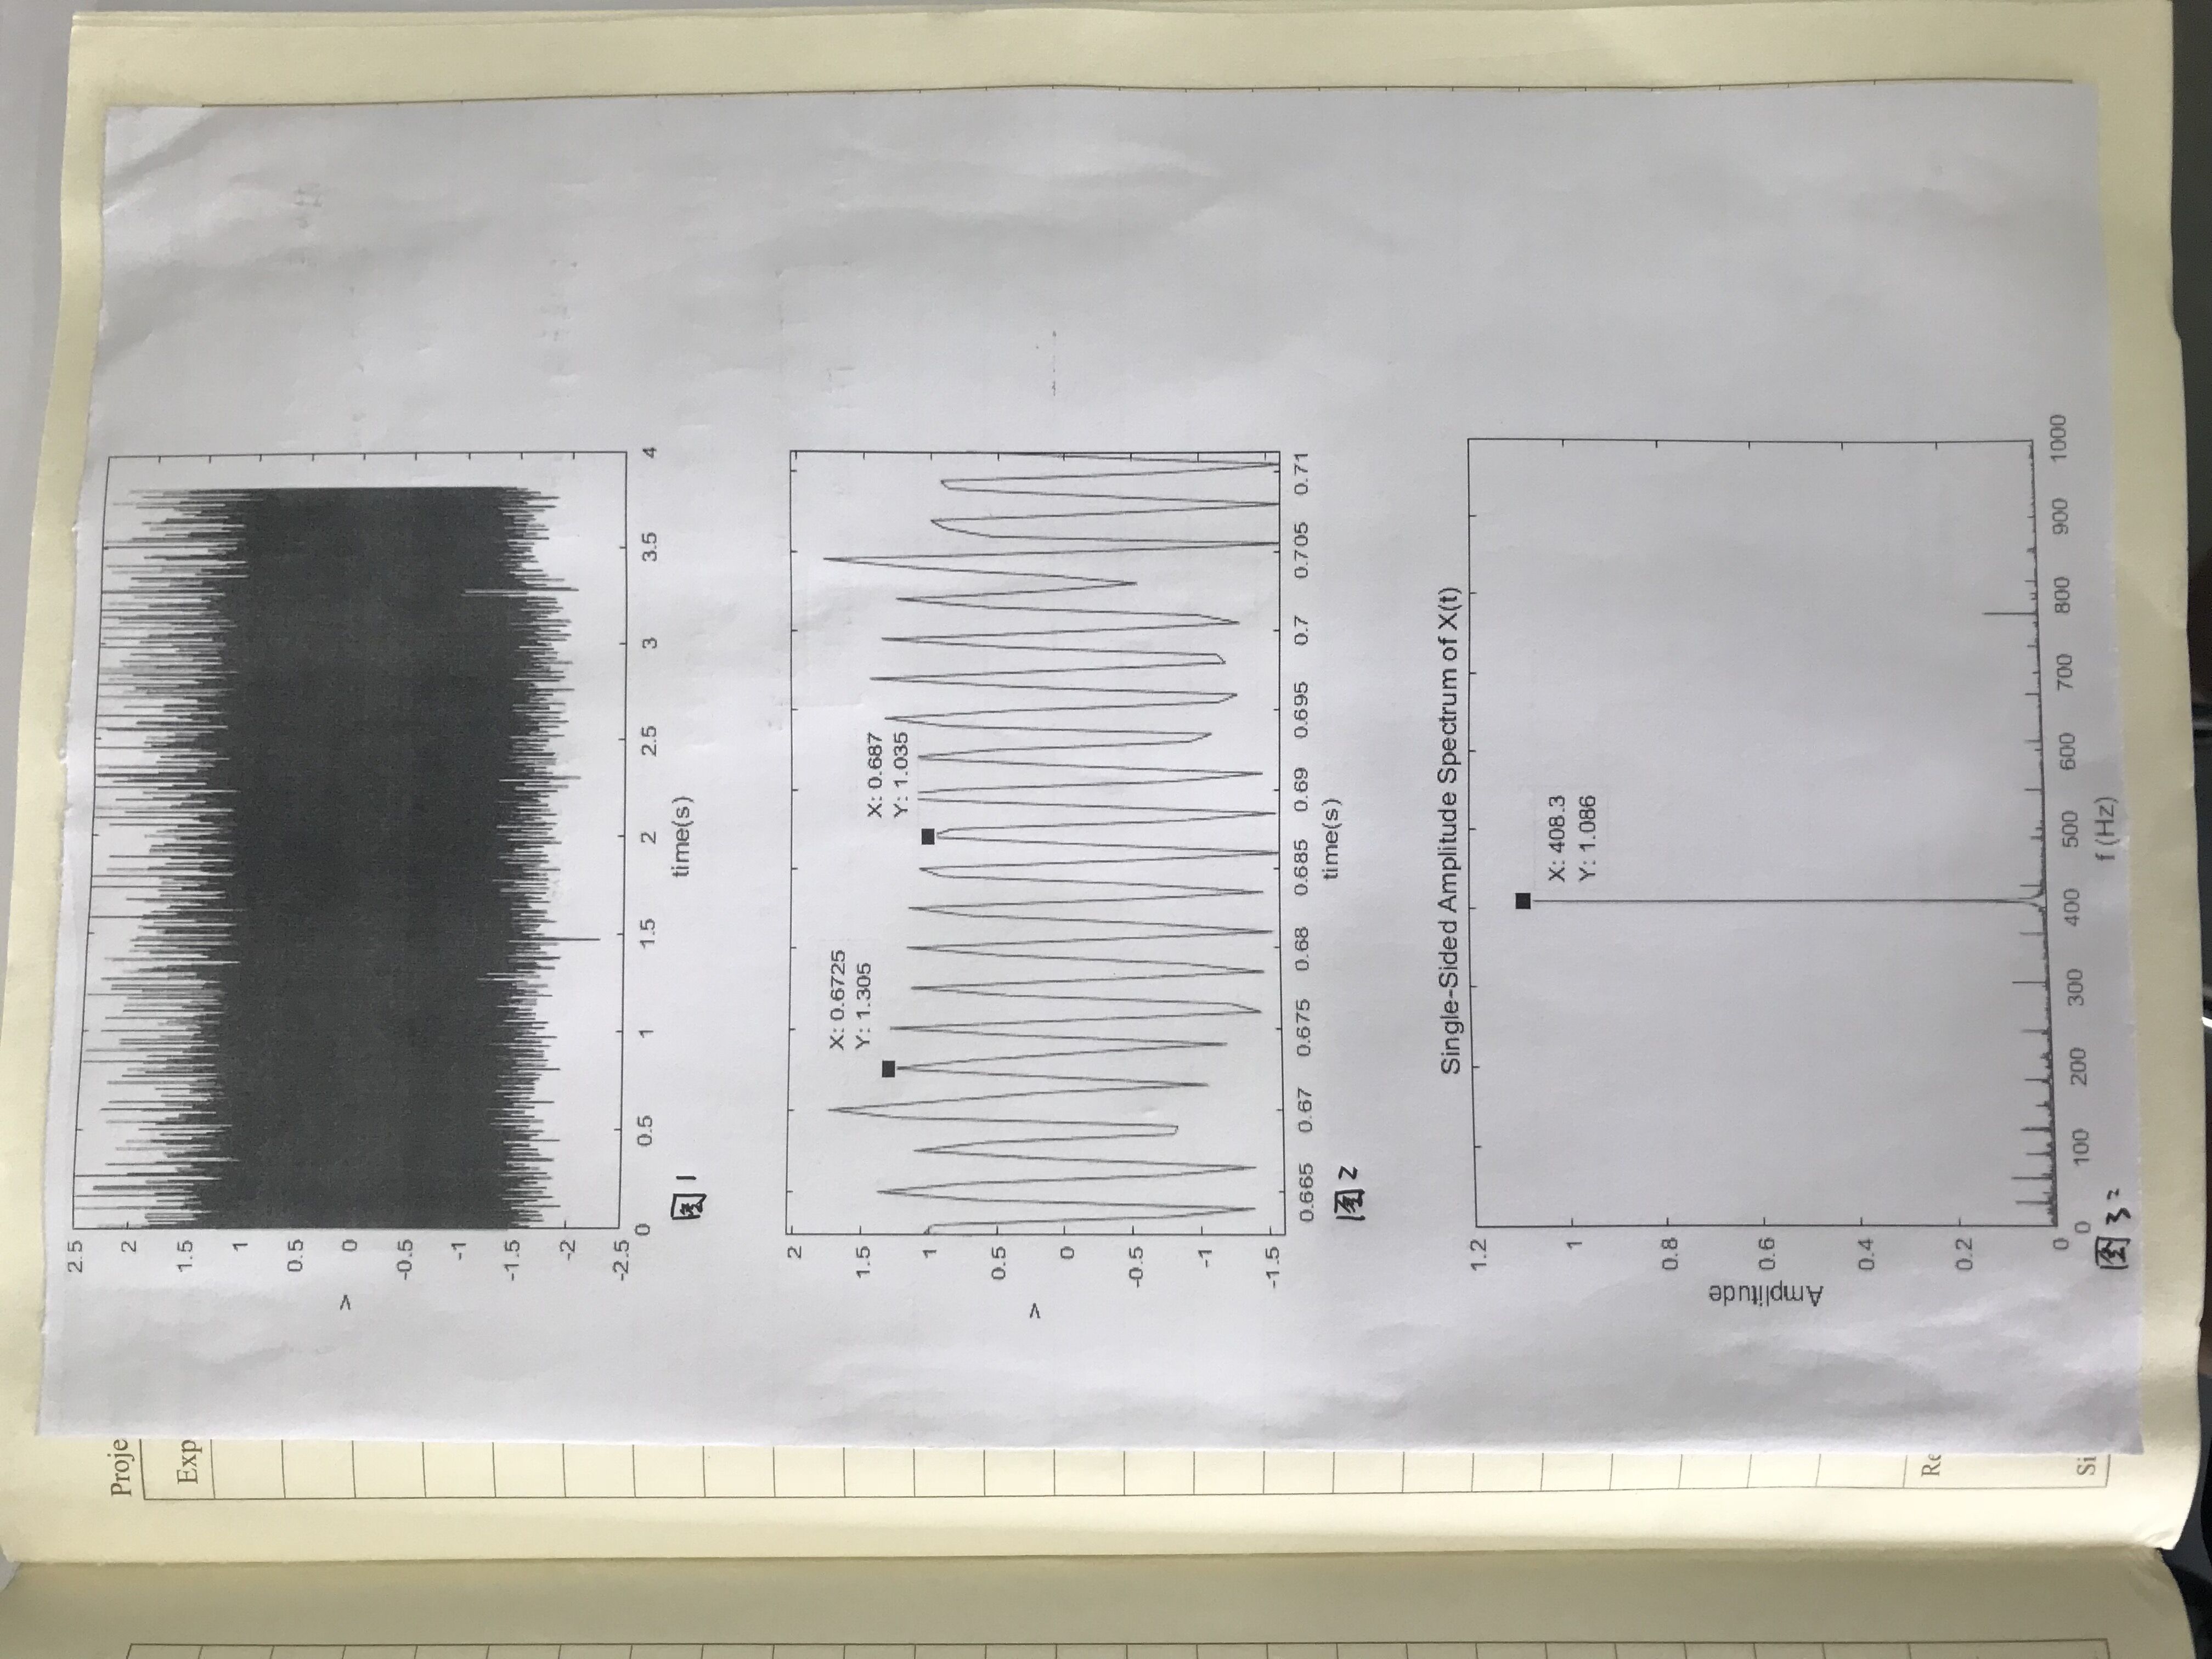 2.5
2
1.5
1
0.5
0
-0.5
-1
-1.5
-2
-2.5
V
0
0.5
1
1.5
2
2.5
3
3.5
4
time(s)
图1
X: 0.6725
Y: 1.305
X: 0.687
Y: 1.035
2
1.5
1
0.5
0
-0.5
-1
-1.5
V
0.665
0.67
0.675
0.68
0.685
0.69
0.695
0.7
0.705
0.71
time(s)
图2
Single-Sided Amplitude Spectrum of X(t)
X: 408.3
Y: 1.086
1.2
1
0.8
0.6
0.4
0.2
0
Amplitude
0
100
200
300
400
500
600
700
800
900
1000
f (Hz)
图3
Proje
Exp
Re
Si